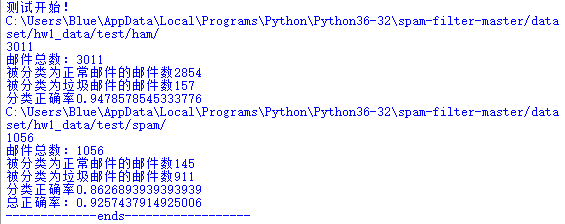 测试开始！
C:\Users\Blue\AppData\Local\Programs\Python\Python36-32\spam-filter-master/data
set/hw1_data/test/ham/
3011
邮件总数：3011
被分类为正常邮件的邮件数2854
被分类为垃圾邮件的邮件数157
分类正确率0.9478578545333776
C:\Users\Blue\AppData\Local\Programs\Python\Python36-32\spam-filter-master/data
set/hw1_data/test/spam/
1056
邮件总数：1056
被分类为正常邮件的邮件数145
被分类为垃圾邮件的邮件数911
分类正确率0.8626893939393939
总正确率：0.9257437914925006
-------------ends------------------